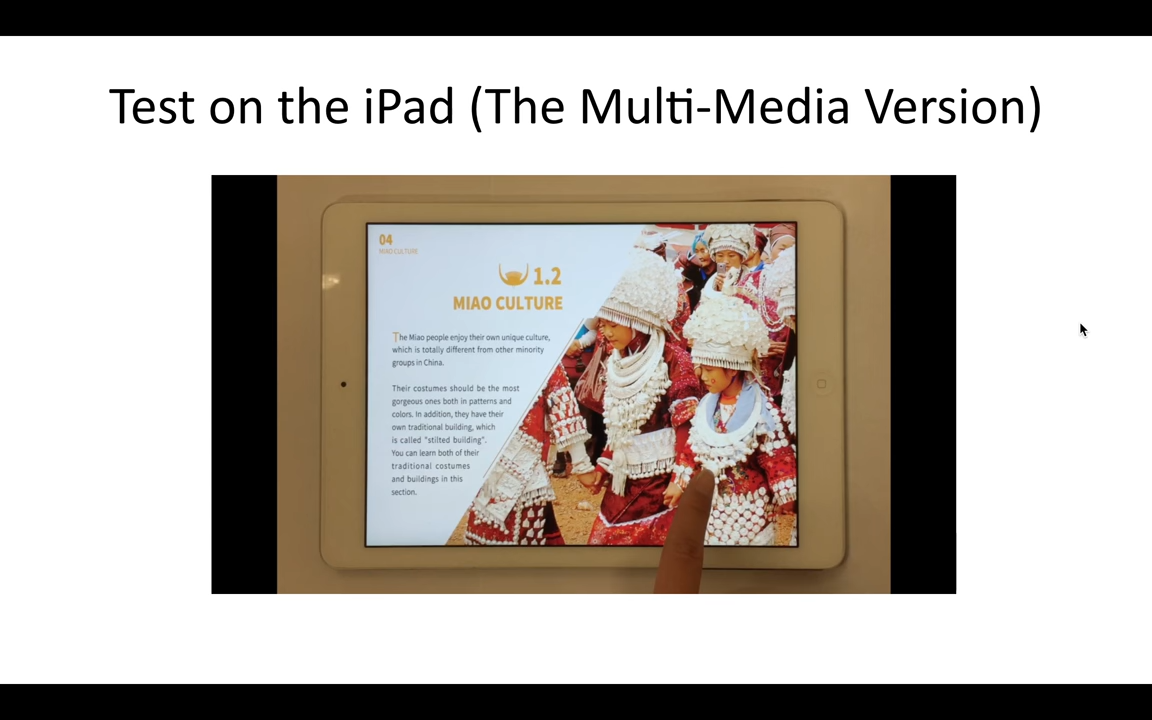 Test on the iPad (The Multi-Media Version)
04
MIAO CULTURE
1.2
MIAO CULTURE
The Miao people enjoy their own unique culture,
which is totally different from other minority
groups in China.
Their costumes should be the most
gorgeous ones both in patterns and
colors. In addition, they have their
own traditional building, which
is called "stilted building".
You can learn both of their
traditional costumes
and buildings in this
section.